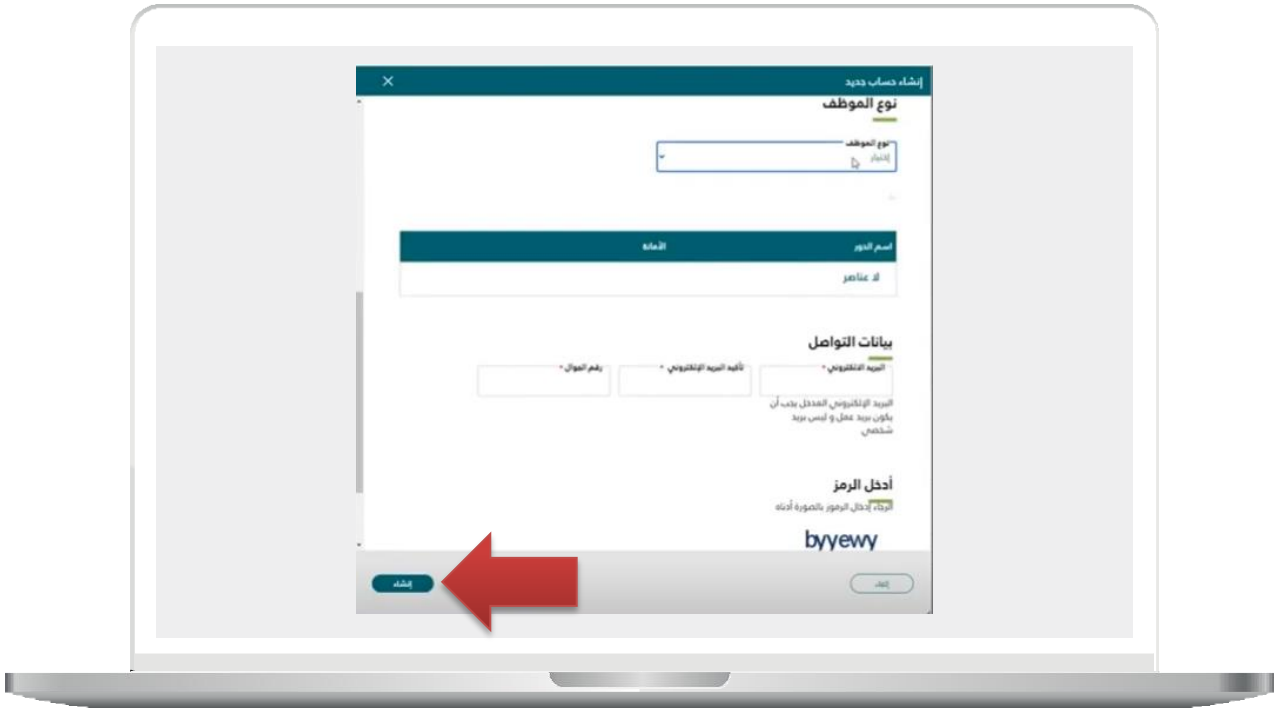 إنشاء حساب جديد
نوع الموظف
نوع الموظف
إختيار
اسم الدور الأمانة
لا عناصر
بيانات التواصل
البريد الالكتروني * تأكيد البريد الإلكتروني * رقم الجوال *
البريد الإلكتروني المدخل يجب أن
يكون بريد عمل و ليس بريد
شخصي
أدخل الرمز
الرجاء إدخال الرموز بالصورة أدناه
byyewy
إنشاء